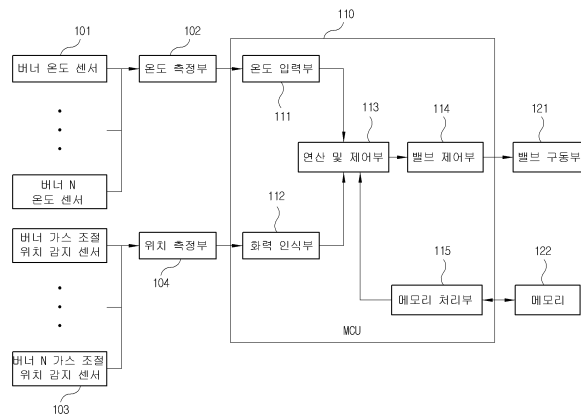 110
101
102
버너 온도 센서
온도 측정부
온도 입력부
111
113
114
121
연산 및 제어부
밸브 제어부
밸브 구동부
버너 N
온도 센서
112
버너 가스 조절
위치 감지 센서
위치 측정부
화력 인식부
104
115
122
메모리 처리부
메모리
MCU
버너 N 가스 조절
위치 감지 센서
103